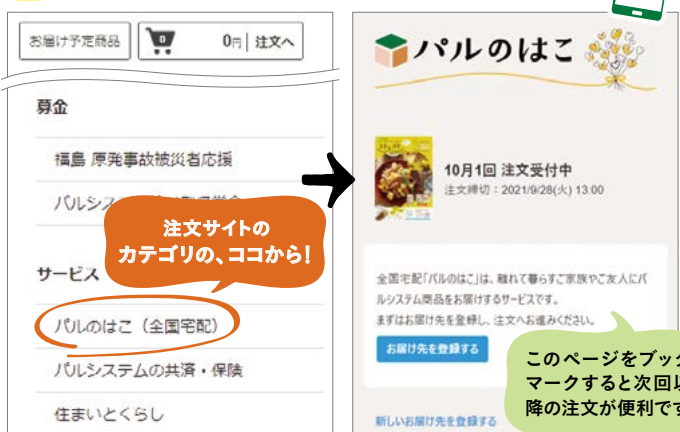 お届け予定商品
0
0円 注文へ
募金
福島 原発事故被災者応援
パルシス
注文サイトの
カテゴリの、ココから!
サービス
パルのはこ（全国宅配）
パルシステムの共済・保険
住まいとくらし
パルのはこ
10月1回 注文受付中
注文締切：2021/9/28(火) 13:00
全国宅配「パルのはこ」は、離れて暮らすご家族やご友人にパ
ルシステム商品をお届けするサービスです。
まずはお届け先を登録し、注文へお進みください。
お届け先を登録する
新しいお届け先を登録する
このページをブック
マークすると次回以
降の注文が便利です